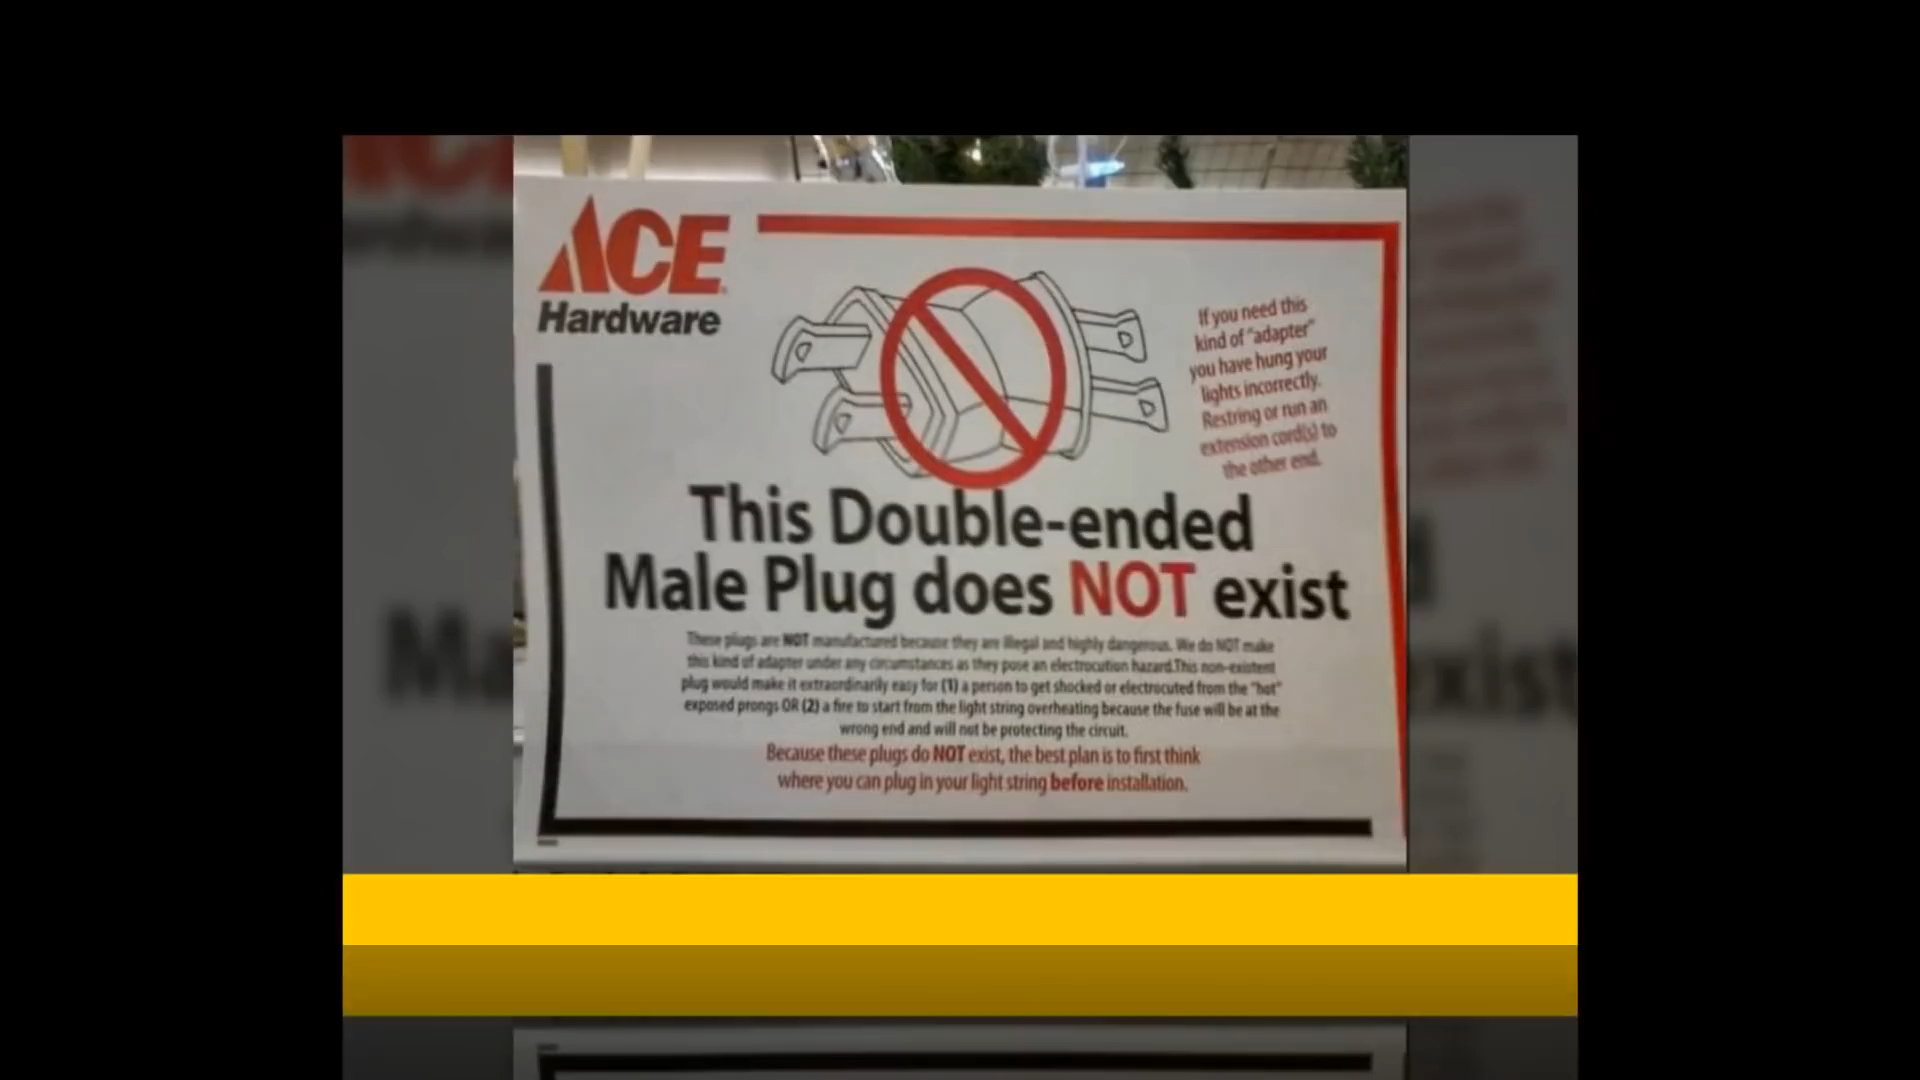 ACE
Hardware
If you need this
kind of "adapter"
you have hung your
lights incorrectly.
Restring or run an
extension cord(s) to
the other end.
This Double-ended
Male Plug does NOT exist
These plugs are NOT manufactured because they are illegal and highly dangerous. We do NOT make
this kind of adapter under any circumstances as they pose an electrocution hazard.This non-existent
plug would make it extraordinarily easy for (1) a person to get shocked or electrocuted from the "hot"
exposed prongs OR (2) a fire to start from the light string overheating because the fuse will be at the
wrong end and will not be protecting the circuit.
Because these plugs do NOT exist, the best plan is to first think
where you can plug in your light string before installation.